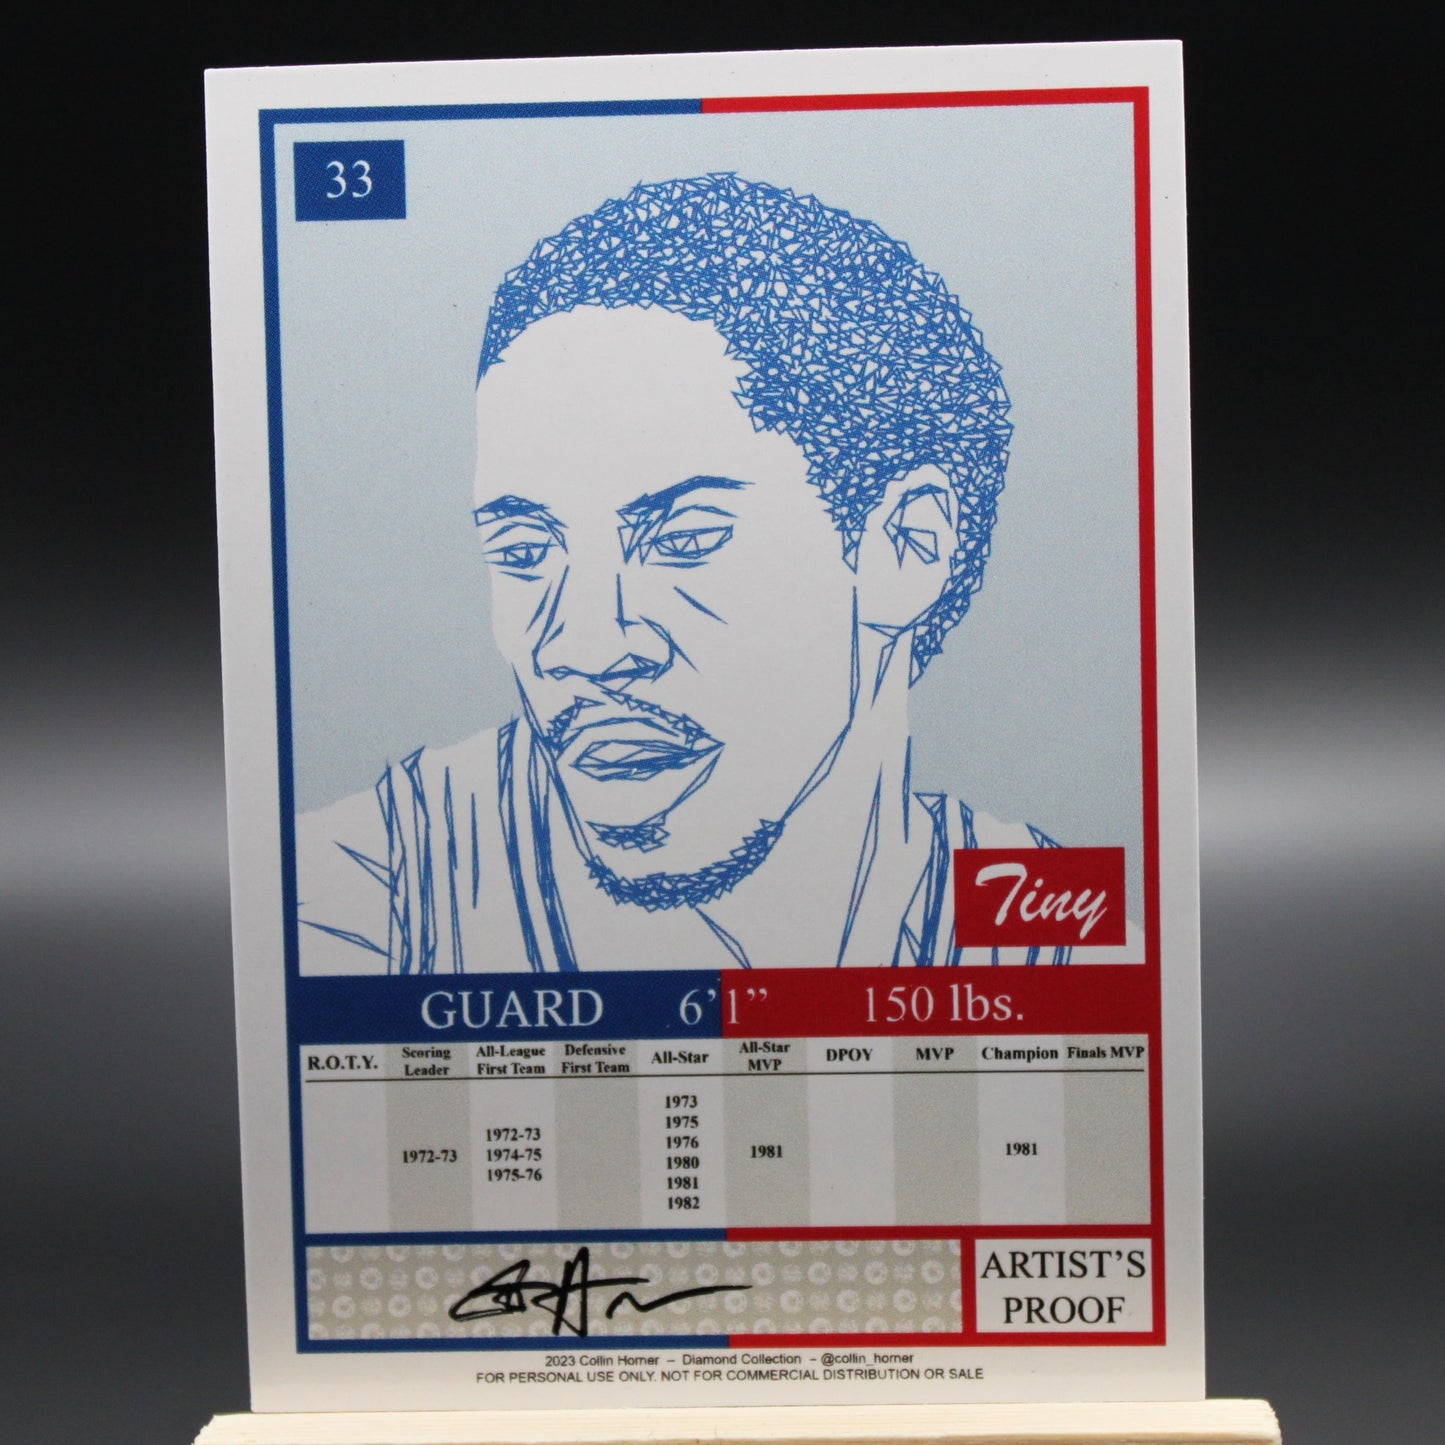 33
Tiny
GUARD 6’1” 150 lbs.
R.O.T.Y. Scoring Leader All-League First Team Defensive First Team All-Star All-Star MVP DPOY MVP Champion Finals MVP
1972-73
1972-73
1974-75
1975-76
1973
1975
1976
1980
1981
1982
1981
1981
ARTIST’S
PROOF
2023 Collin Horner – Diamond Collection – @collin_horner
FOR PERSONAL USE ONLY. NOT FOR COMMERCIAL DISTRIBUTION OR SALE